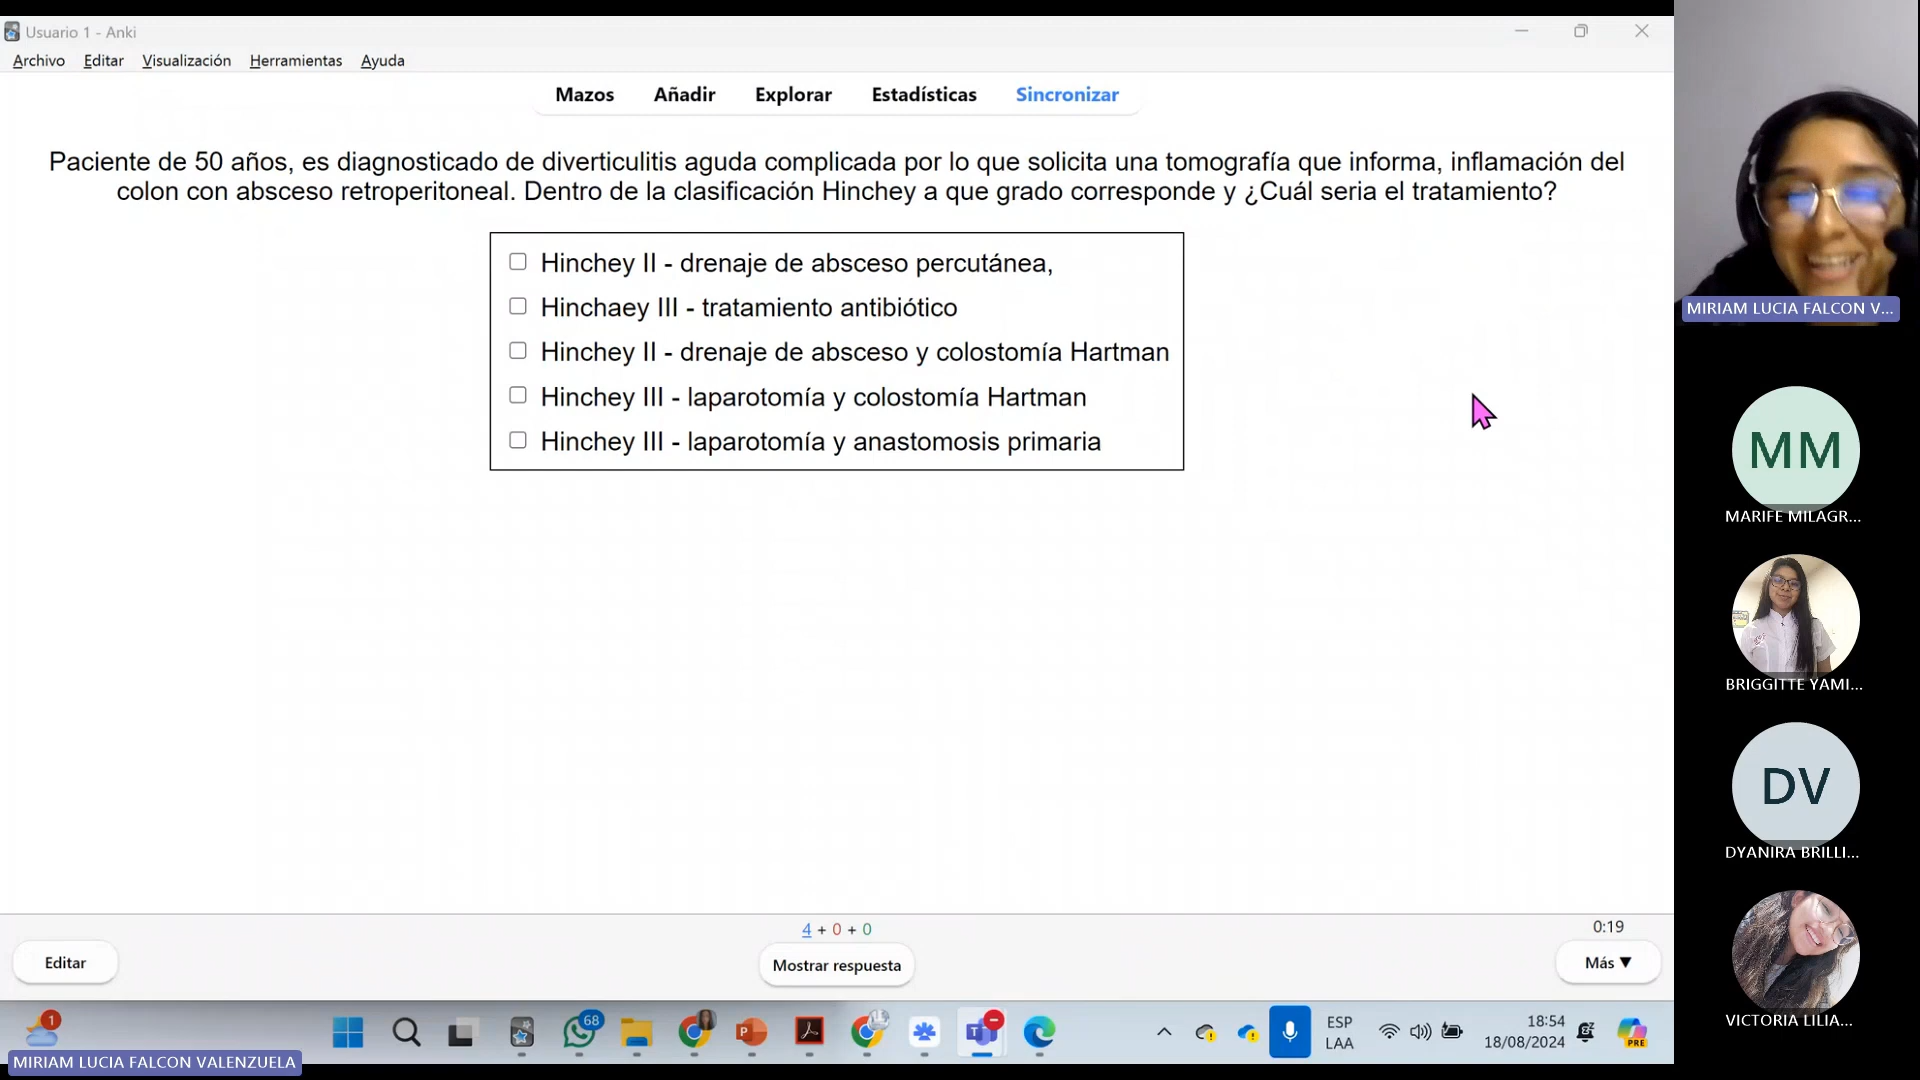 Usuario 1 - Anki
Archivo Editar Visualización Herramientas Ayuda
Mazos Añadir Explorar Estadísticas Sincronizar
Paciente de 50 años, es diagnosticado de diverticulitis aguda complicada por lo que solicita una tomografía que informa, inflamación del
colon con absceso retroperitoneal. Dentro de la clasificación Hinchey a que grado corresponde y ¿Cuál seria el tratamiento?
Hinchey II - drenaje de absceso percutánea,
Hinchaey III - tratamiento antibiótico
Hinchey II - drenaje de absceso y colostomía Hartman
Hinchey III - laparotomía y colostomía Hartman
Hinchey III - laparotomía y anastomosis primaria
4 + 0 + 0
0:19
Editar
Mostrar respuesta
Más ▼
1
68
ESP
LAA
18:54
18/08/2024
PRE
MIRIAM LUCIA FALCON VALENZUELA
MIRIAM LUCIA FALCON V...
MM
MARIFE MILAGR...
BRIGGITTE YAMI...
DV
DYANIRA BRILLI...
VICTORIA LILIA...